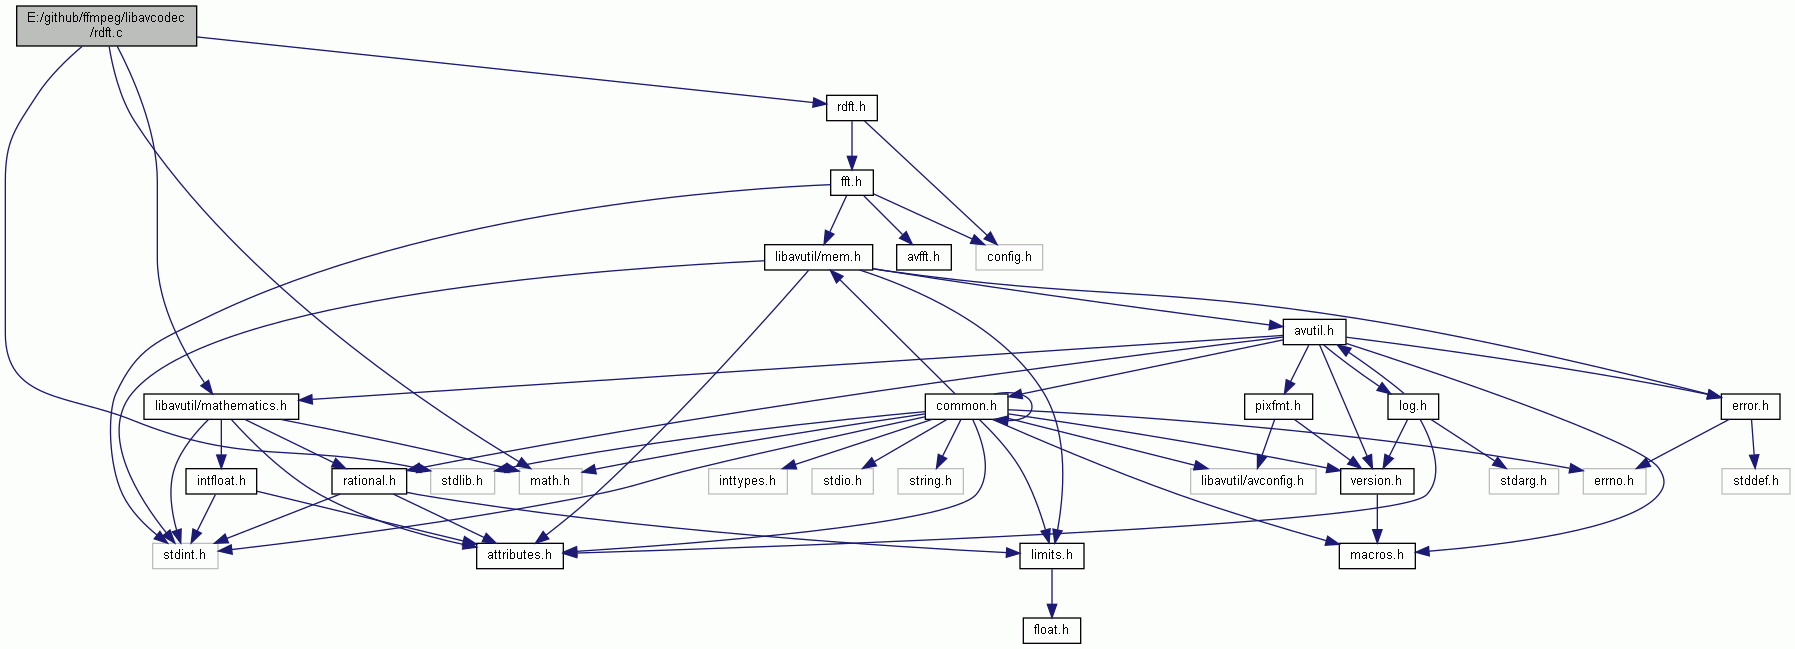 E:/github/ffmpeg/libavcodec
/rdft.c
rdft.h
fft.h
libavutil/mem.h
avfft.h
config.h
avutil.h
libavutil/mathematics.h
common.h
pixfmt.h
log.h
error.h
intfloat.h
rational.h
stdlib.h
math.h
inttypes.h
stdio.h
string.h
libavutil/avconfig.h
version.h
stdarg.h
errno.h
stddef.h
stdint.h
attributes.h
limits.h
macros.h
float.h